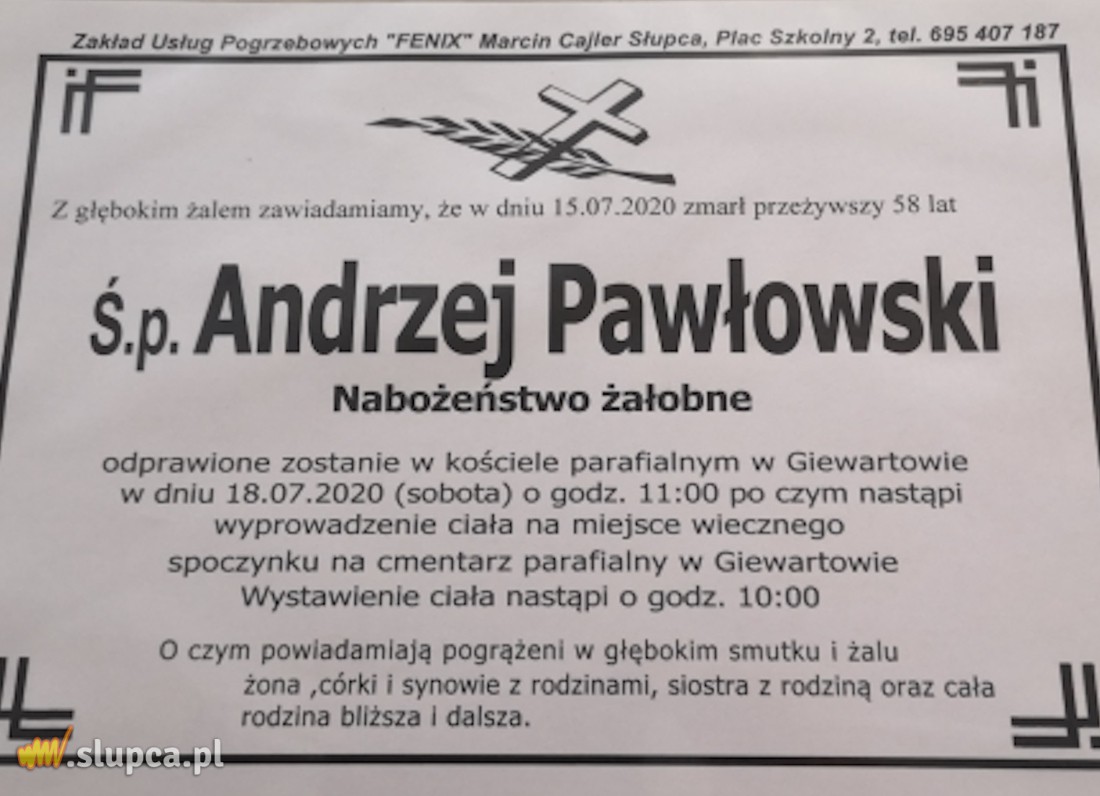 Zakład Usług Pogrzebowych "FENIX" Marcin Cajler Słupca, Plac Szkolny 2, tel. 695 407 187
Z głębokim żalem zawiadamiamy, że w dniu 15.07.2020 zmarł przeżywszy 58 lat
Ś.p. Andrzej Pawłowski
Nabożeństwo żałobne
odprawione zostanie w kościele parafialnym w Giewartowie
w dniu 18.07.2020 (sobota) o godz. 11:00 po czym nastąpi
wyprowadzenie ciała na miejsce wiecznego
spoczynku na cmentarz parafialny w Giewartowie
Wystawienie ciała nastąpi o godz. 10:00
O czym powiadamiają pogrążeni w głębokim smutku i żalu
żona ,córki i synowie z rodzinami, siostra z rodziną oraz cała
rodzina bliższa i dalsza.
www.slupca.pl